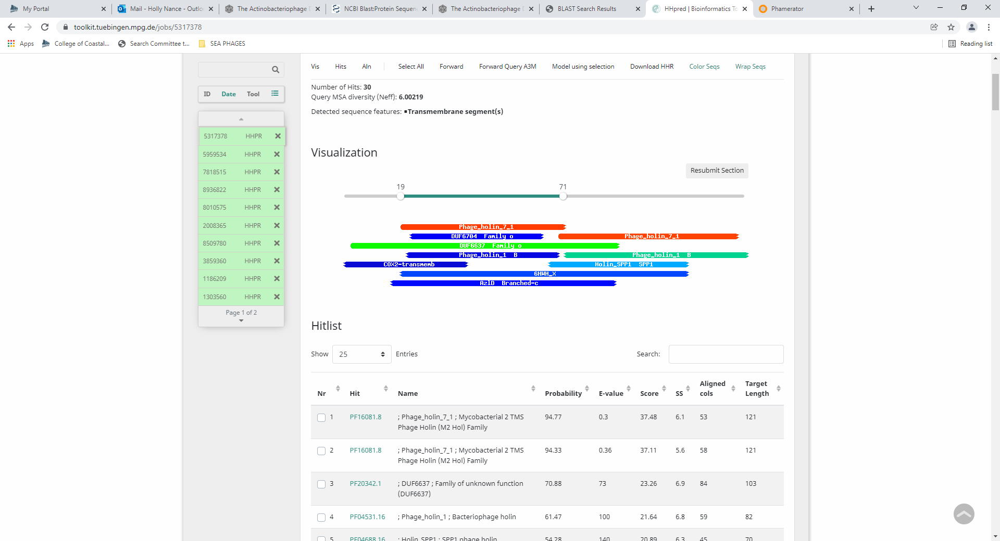 My Portal
Mail - Holly Nance - Outlo
The Actinobacteriophage D
NCBI Blast:Protein Sequen
The Actinobacteriophage D
BLAST Search Results
HHpred | Bioinformatics To
Phamerator
toolkit.tuebingen.mpg.de/jobs/5317378
Apps
College of Coastal...
Search Committee t...
SEA PHAGES
Reading list
Vis Hits Aln Select All Forward Forward Query A3M Model using selection Download HHR Color Seqs Wrap Seqs
Number of Hits: 30
Query MSA diversity (Neff): 6.00219
Detected sequence features: ▪Transmembrane segment(s)
ID Date Tool
5317378 HHPR
5959534 HHPR
7818515 HHPR
8936822 HHPR
8010575 HHPR
2008365 HHPR
8509780 HHPR
3859360 HHPR
1186209 HHPR
1303560 HHPR
Page 1 of 2
Visualization
Resubmit Section
19 71
Phage_holin_7_1
DUF6704 Family o Phage_holin_7_1
DUF6637 Family o
Phage_holin_1 B Phage_holin_1 B
COX2-transmemb Holin_SPP1 SPP1
6HWH_X
AzlD Branched-c
Hitlist
Show 25 Entries Search:
Nr Hit Name Probability E-value Score SS Aligned cols Target Length
1 PF16081.8 ; Phage_holin_7_1 ; Mycobacterial 2 TMS 94.77 0.3 37.48 6.1 53 121
Phage Holin (M2 Hol) Family
2 PF16081.8 ; Phage_holin_7_1 ; Mycobacterial 2 TMS 94.33 0.36 37.11 5.6 58 121
Phage Holin (M2 Hol) Family
3 PF20342.1 ; DUF6637 ; Family of unknown function 70.88 73 23.26 6.9 84 103
(DUF6637)
4 PF04531.16 ; Phage_holin_1 ; Bacteriophage holin 61.47 100 21.64 6.8 59 82
5 PF04688.16 ; Holin_SPP1 ; SPP1 phage holin 54.28 140 20.89 6.3 45 70